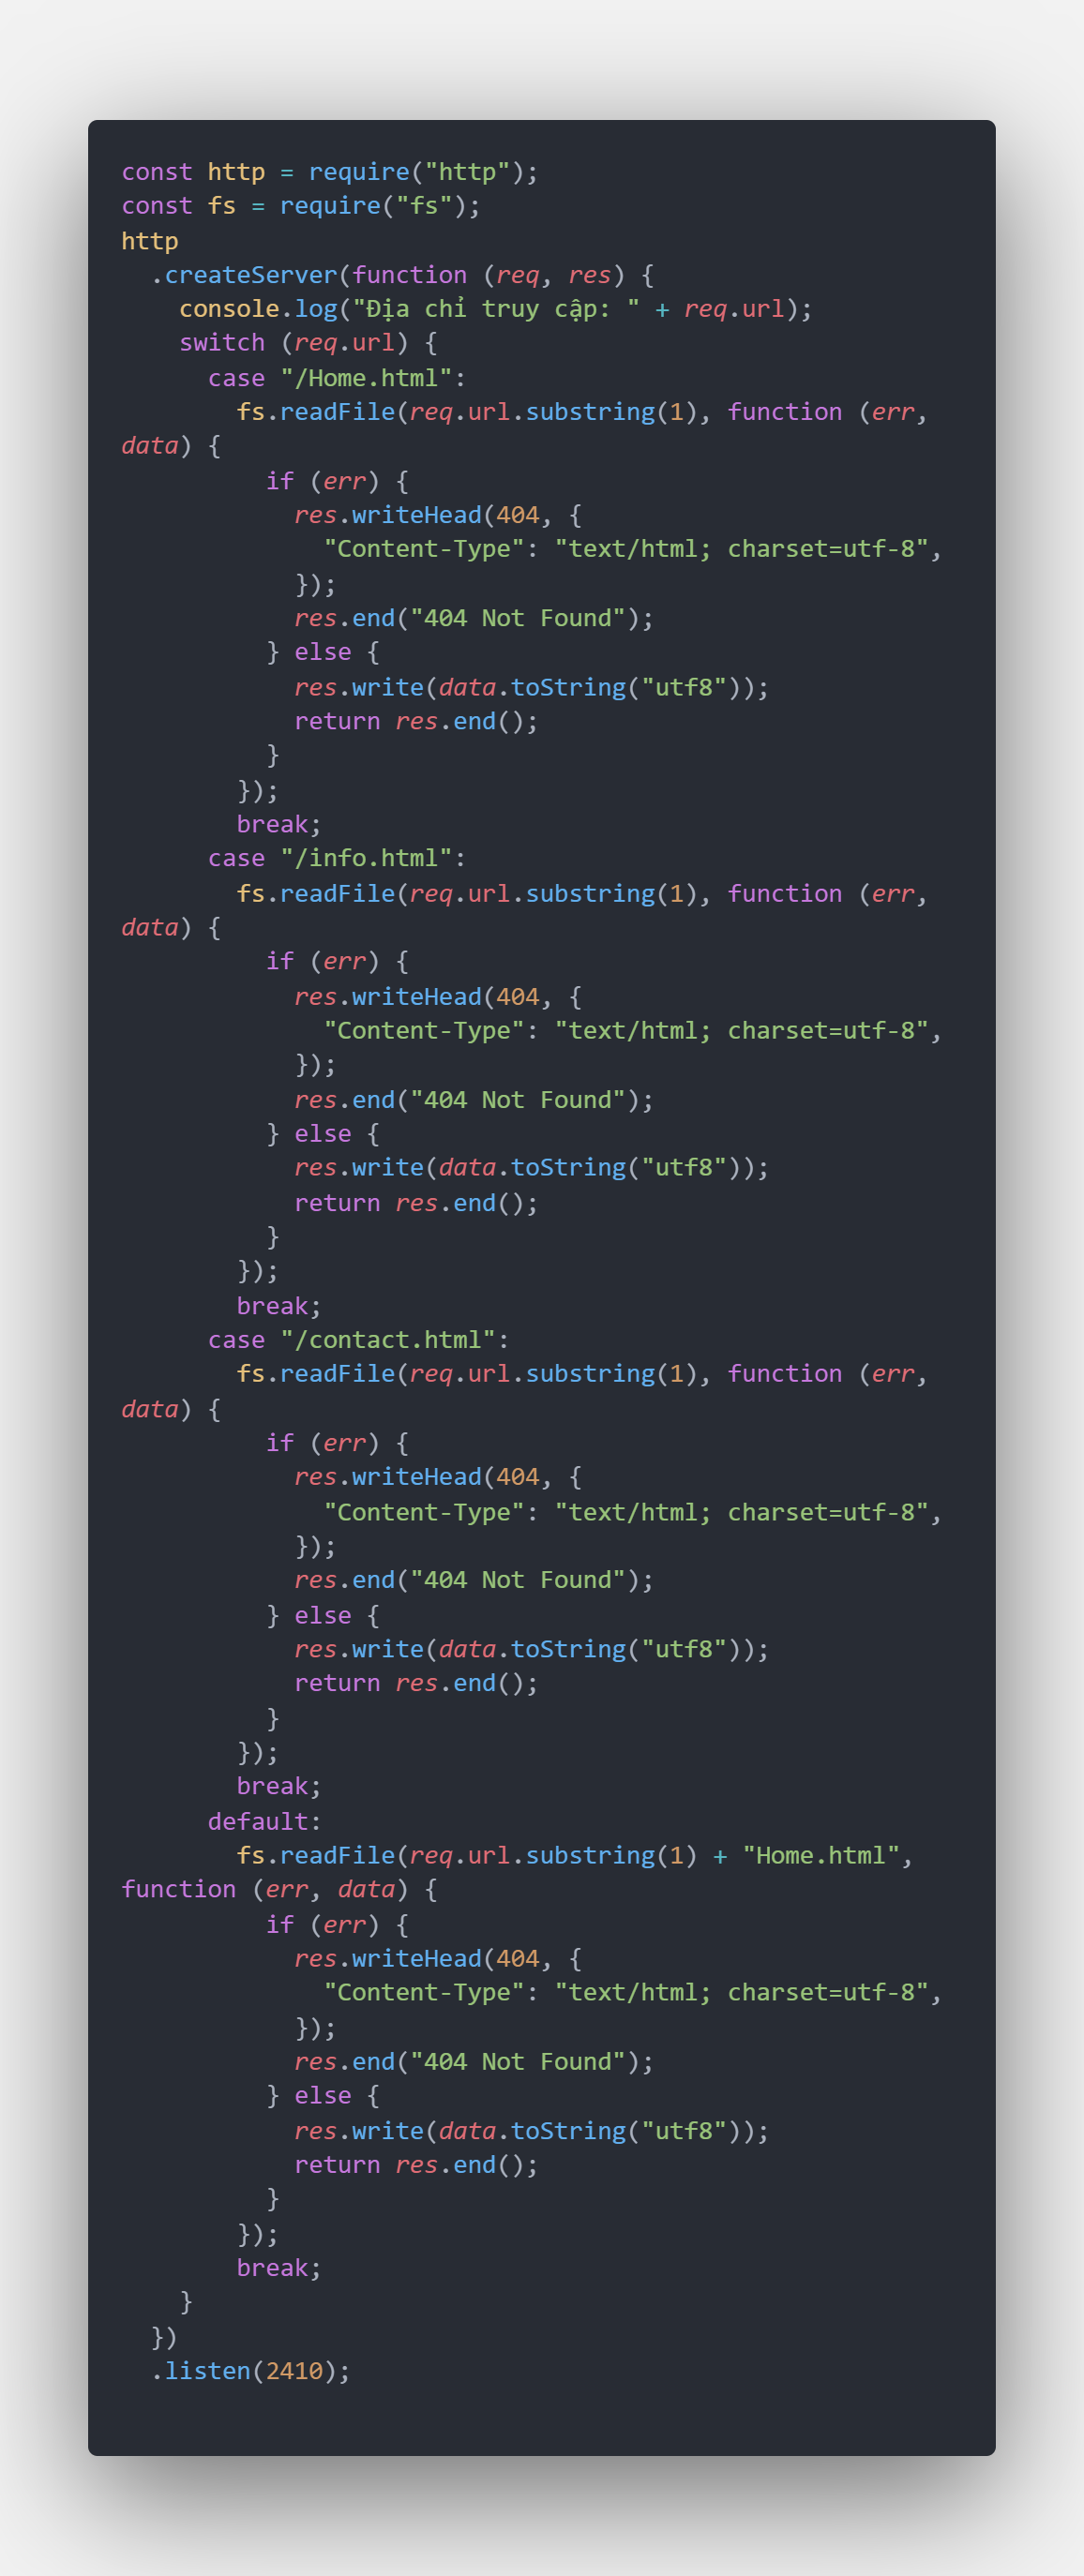 const http = require("http");
const fs = require("fs");
http
  .createServer(function (req, res) {
    console.log("Địa chỉ truy cập: " + req.url);
    switch (req.url) {
      case "/Home.html":
        fs.readFile(req.url.substring(1), function (err,
data) {
          if (err) {
            res.writeHead(404, {
              "Content-Type": "text/html; charset=utf-8",
            });
            res.end("404 Not Found");
          } else {
            res.write(data.toString("utf8"));
            return res.end();
          }
        });
        break;
      case "/info.html":
        fs.readFile(req.url.substring(1), function (err,
data) {
          if (err) {
            res.writeHead(404, {
              "Content-Type": "text/html; charset=utf-8",
            });
            res.end("404 Not Found");
          } else {
            res.write(data.toString("utf8"));
            return res.end();
          }
        });
        break;
      case "/contact.html":
        fs.readFile(req.url.substring(1), function (err,
data) {
          if (err) {
            res.writeHead(404, {
              "Content-Type": "text/html; charset=utf-8",
            });
            res.end("404 Not Found");
          } else {
            res.write(data.toString("utf8"));
            return res.end();
          }
        });
        break;
      default:
        fs.readFile(req.url.substring(1) + "Home.html",
function (err, data) {
          if (err) {
            res.writeHead(404, {
              "Content-Type": "text/html; charset=utf-8",
            });
            res.end("404 Not Found");
          } else {
            res.write(data.toString("utf8"));
            return res.end();
          }
        });
        break;
    }
  })
  .listen(2410);